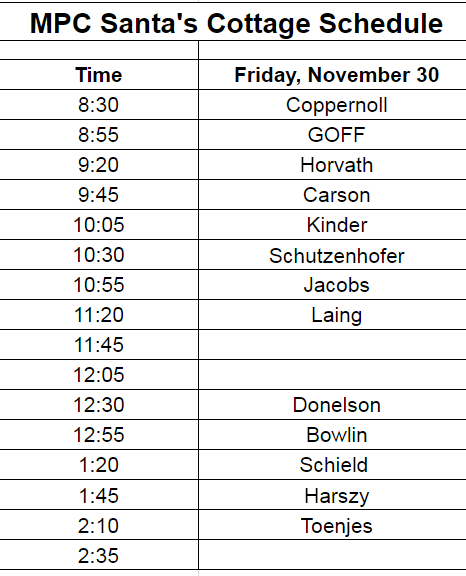 MPC Santa's Cottage Schedule
Time Friday, November 30
8:30 Coppernoll
8:55 GOFF
9:20 Horvath
9:45 Carson
10:05 Kinder
10:30 Schutzenhofer
10:55 Jacobs
11:20 Laing
11:45
12:05
12:30 Donelson
12:55 Bowlin
1:20 Schield
1:45 Harszy
2:10 Toenjes
2:35